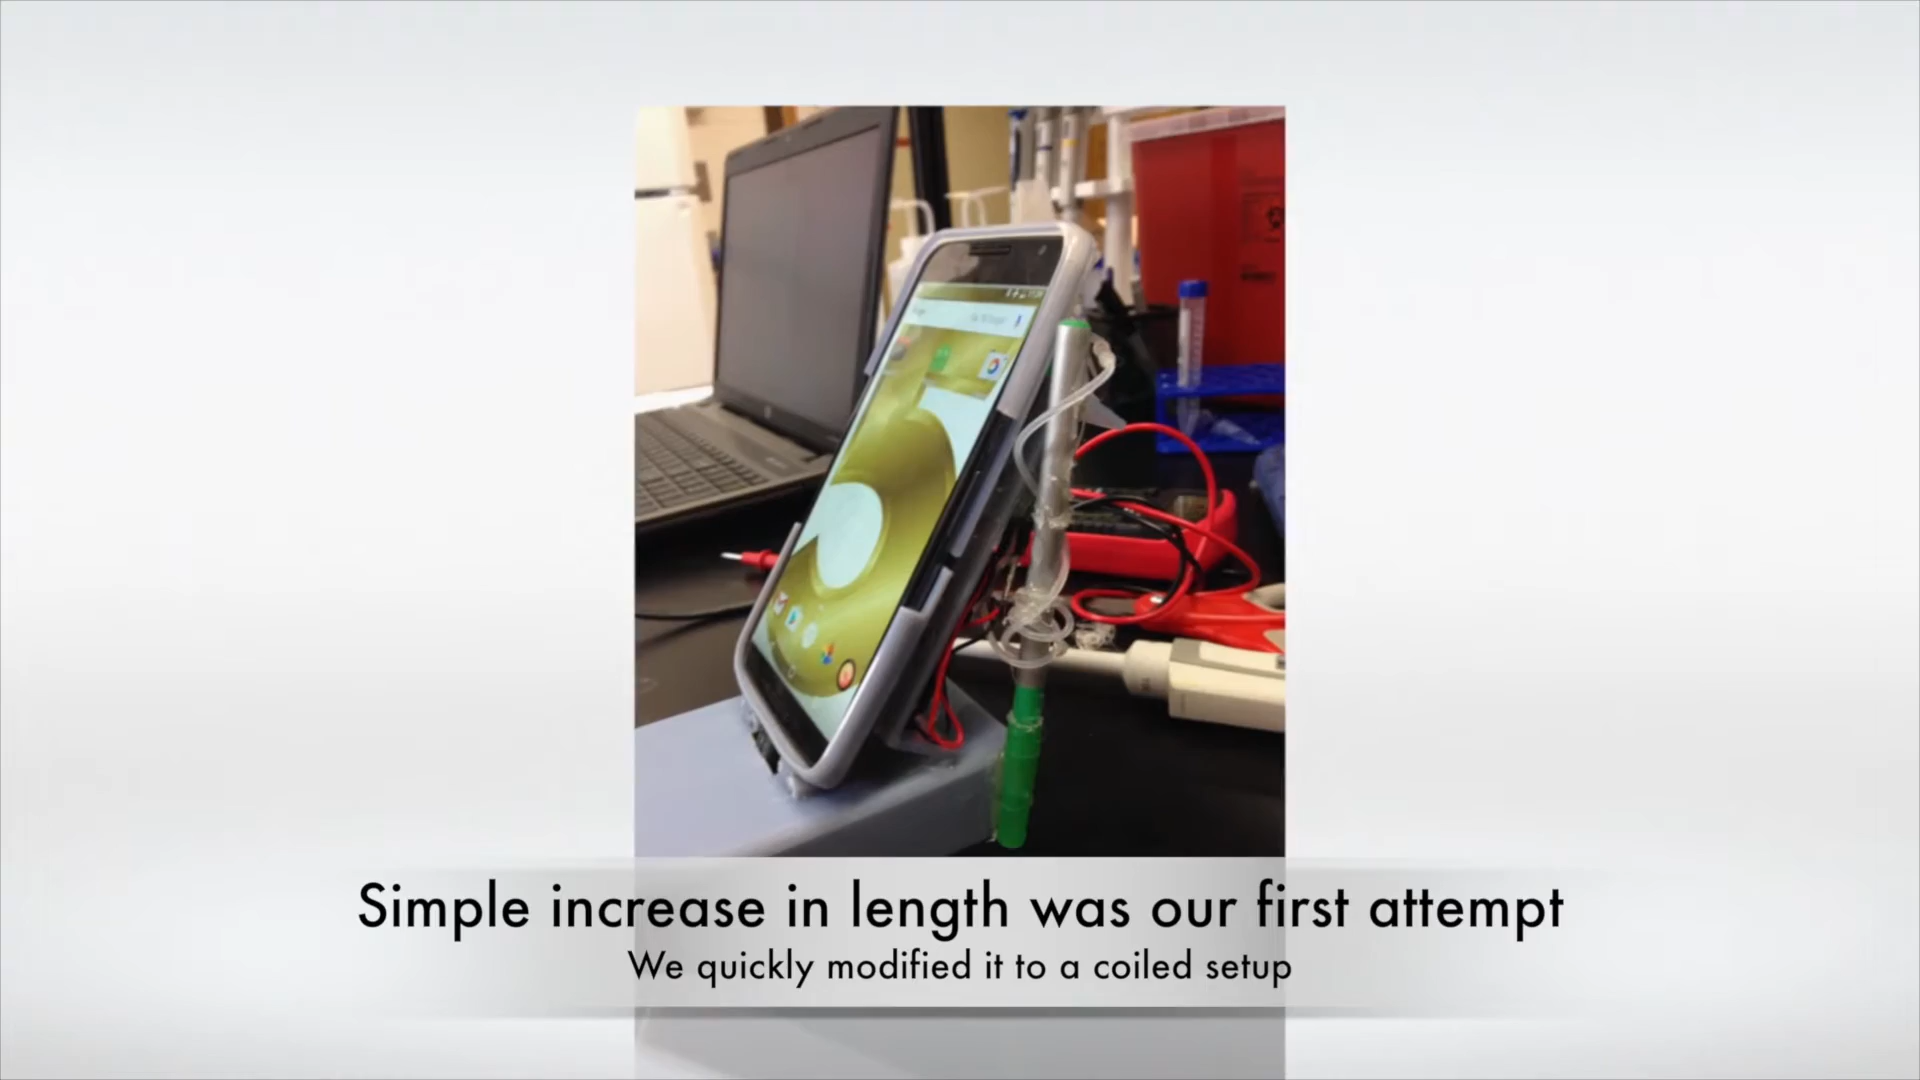 Simple increase in length was our first attempt
We quickly modified it to a coiled setup